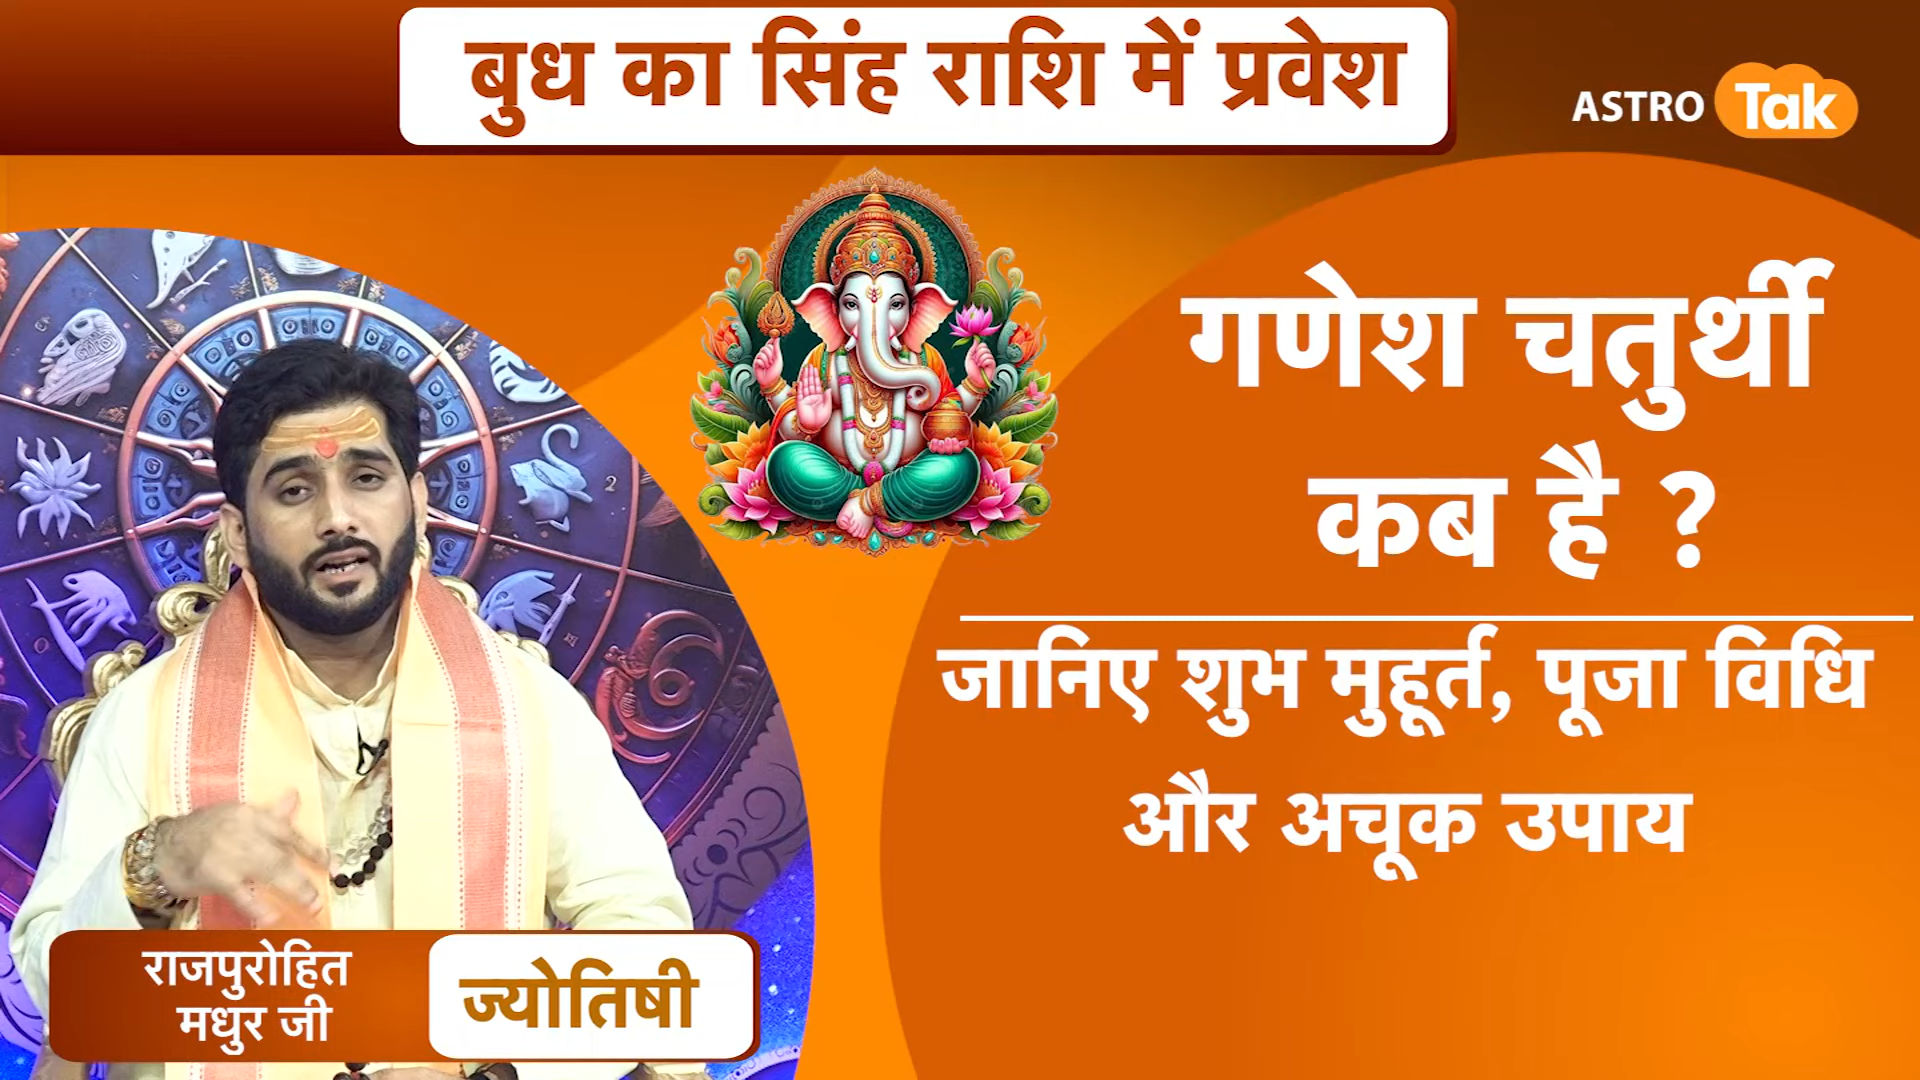 बुध का सिंह राशि में प्रवेश
ASTRO Tak
गणेश चतुर्थी
कब है ?
जानिए शुभ मुहूर्त, पूजा विधि
और अचूक उपाय
राजपुरोहित
मधुर जी
ज्योतिषी